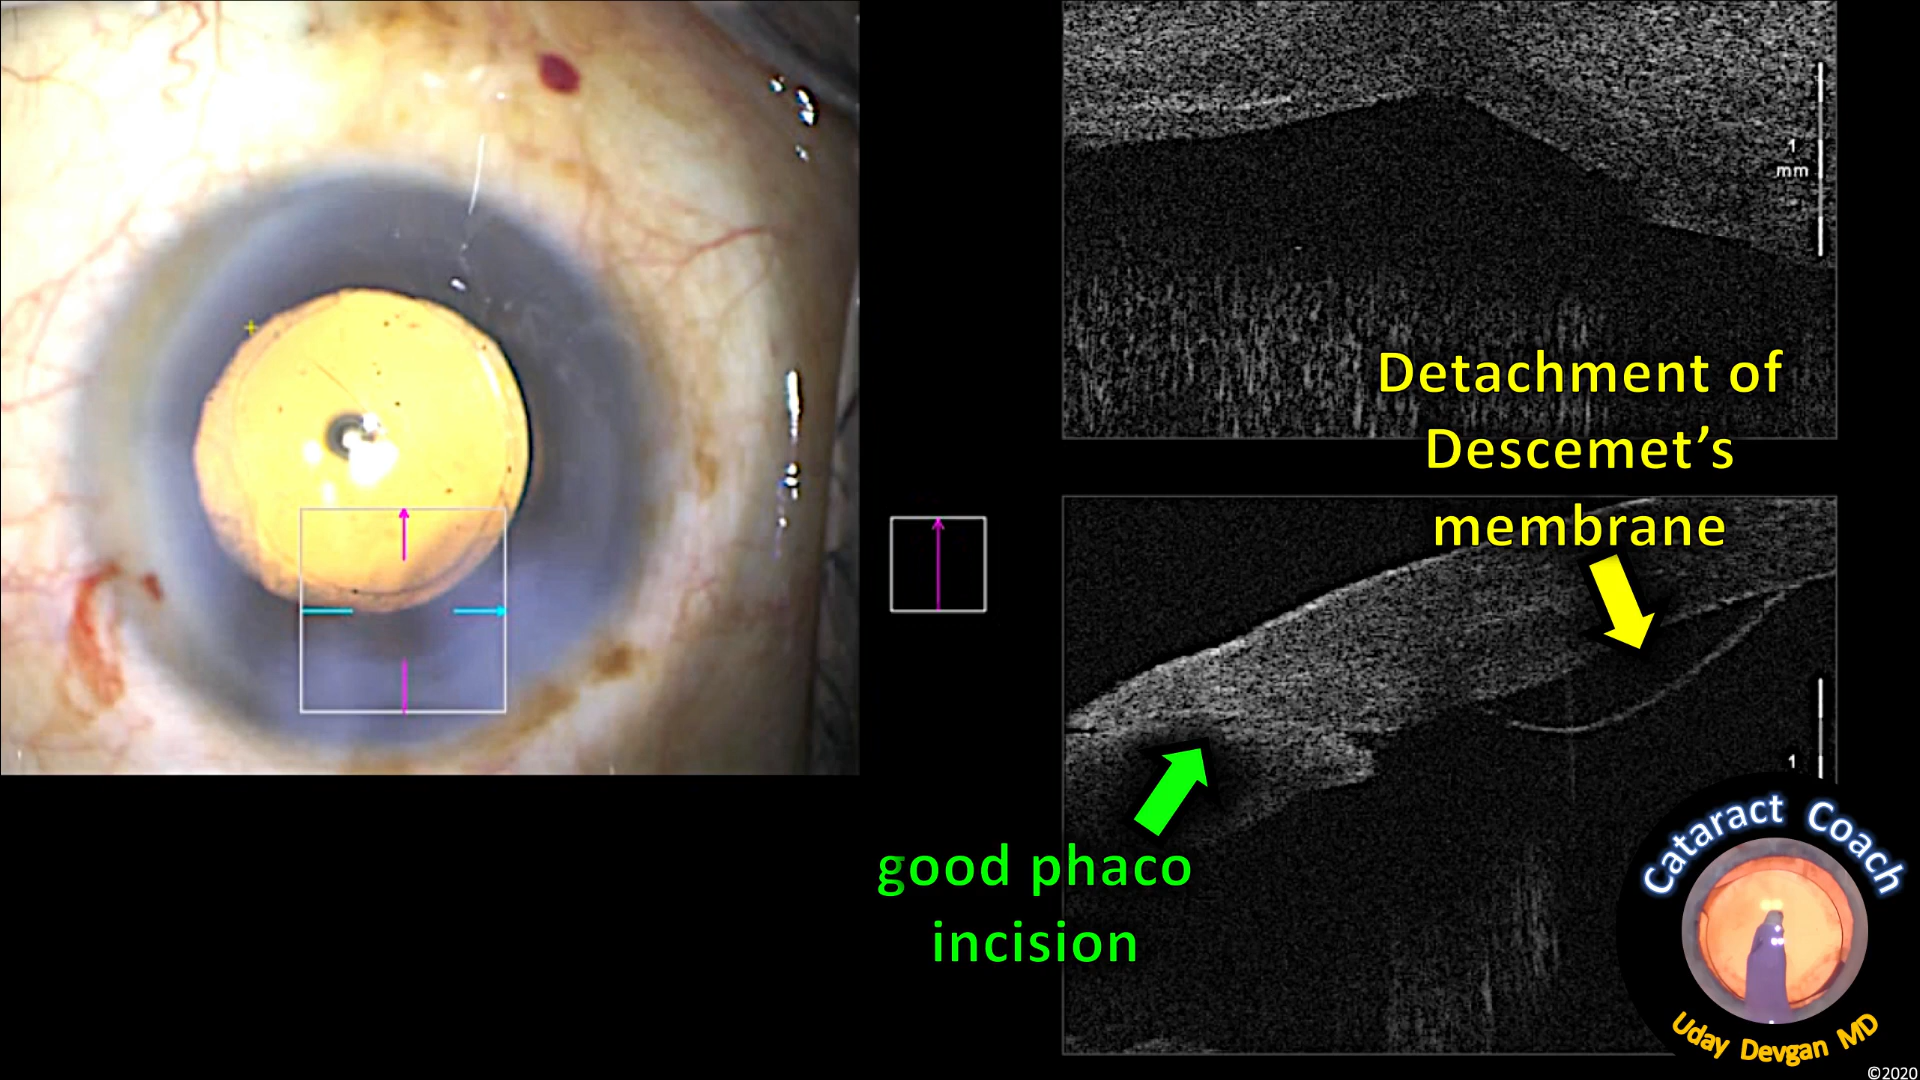 1
mm
Detachment of
Descemet’s
membrane
good phaco
incision
1
Cataract Coach
Uday Devgan MD
©2020